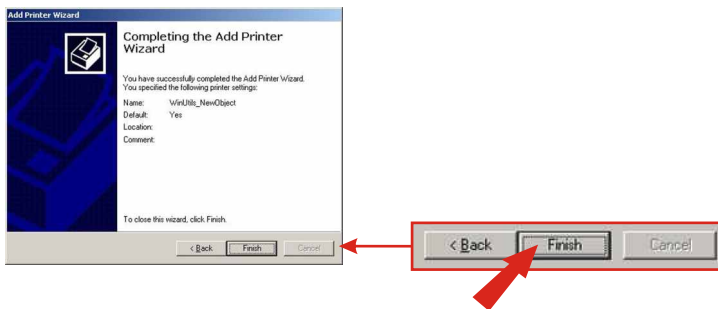 Add Printer Wizard
Completing the Add Printer
Wizard
You have successfully completed the Add Printer Wizard.
You specified the following printer settings:
Name: WinUtils_NewObject
Default: Yes
Location:
Comment:
To close this wizard, click Finish.
< Back Finish Cancel
< Back Finish Cancel